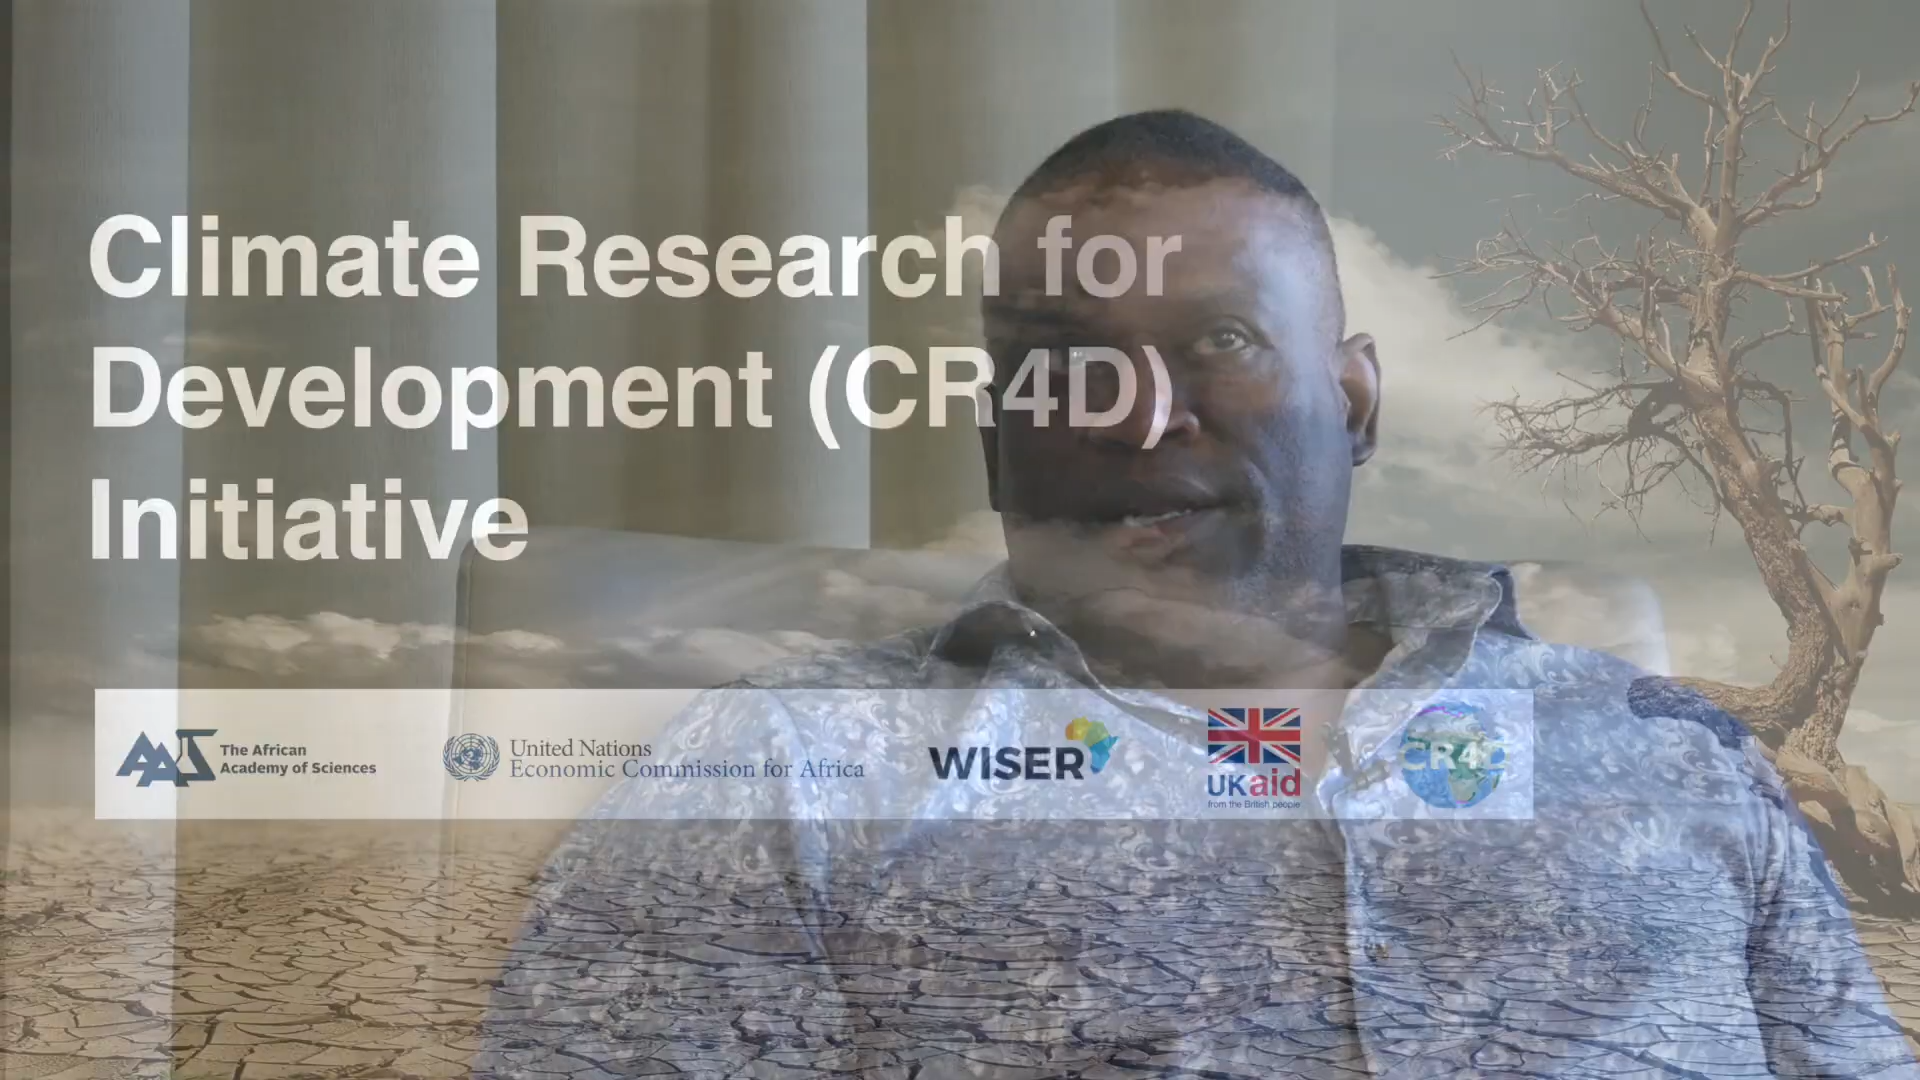 Climate Research for
Development (CR4D)
Initiative
AAS
The African
Academy of Sciences
United Nations
Economic Commission for Africa
WISER
UKaid
from the British people
CR4D